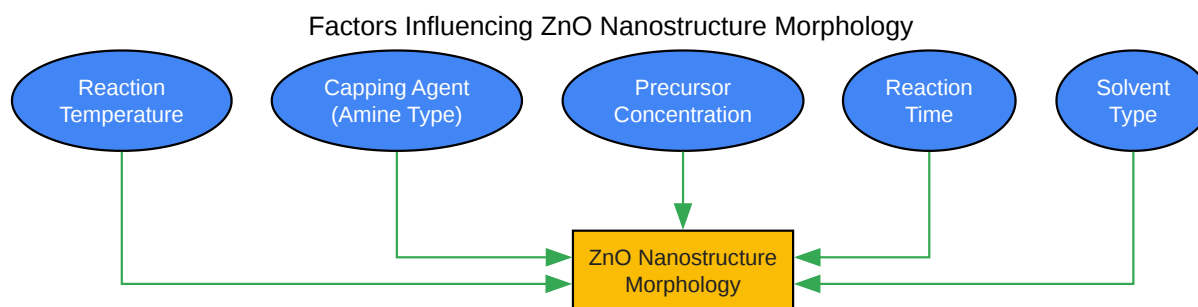 Factors Influencing ZnO Nanostructure Morphology
Reaction
Temperature
Capping Agent
(Amine Type)
Precursor
Concentration
Reaction
Time
Solvent
Type
ZnO Nanostructure
Morphology